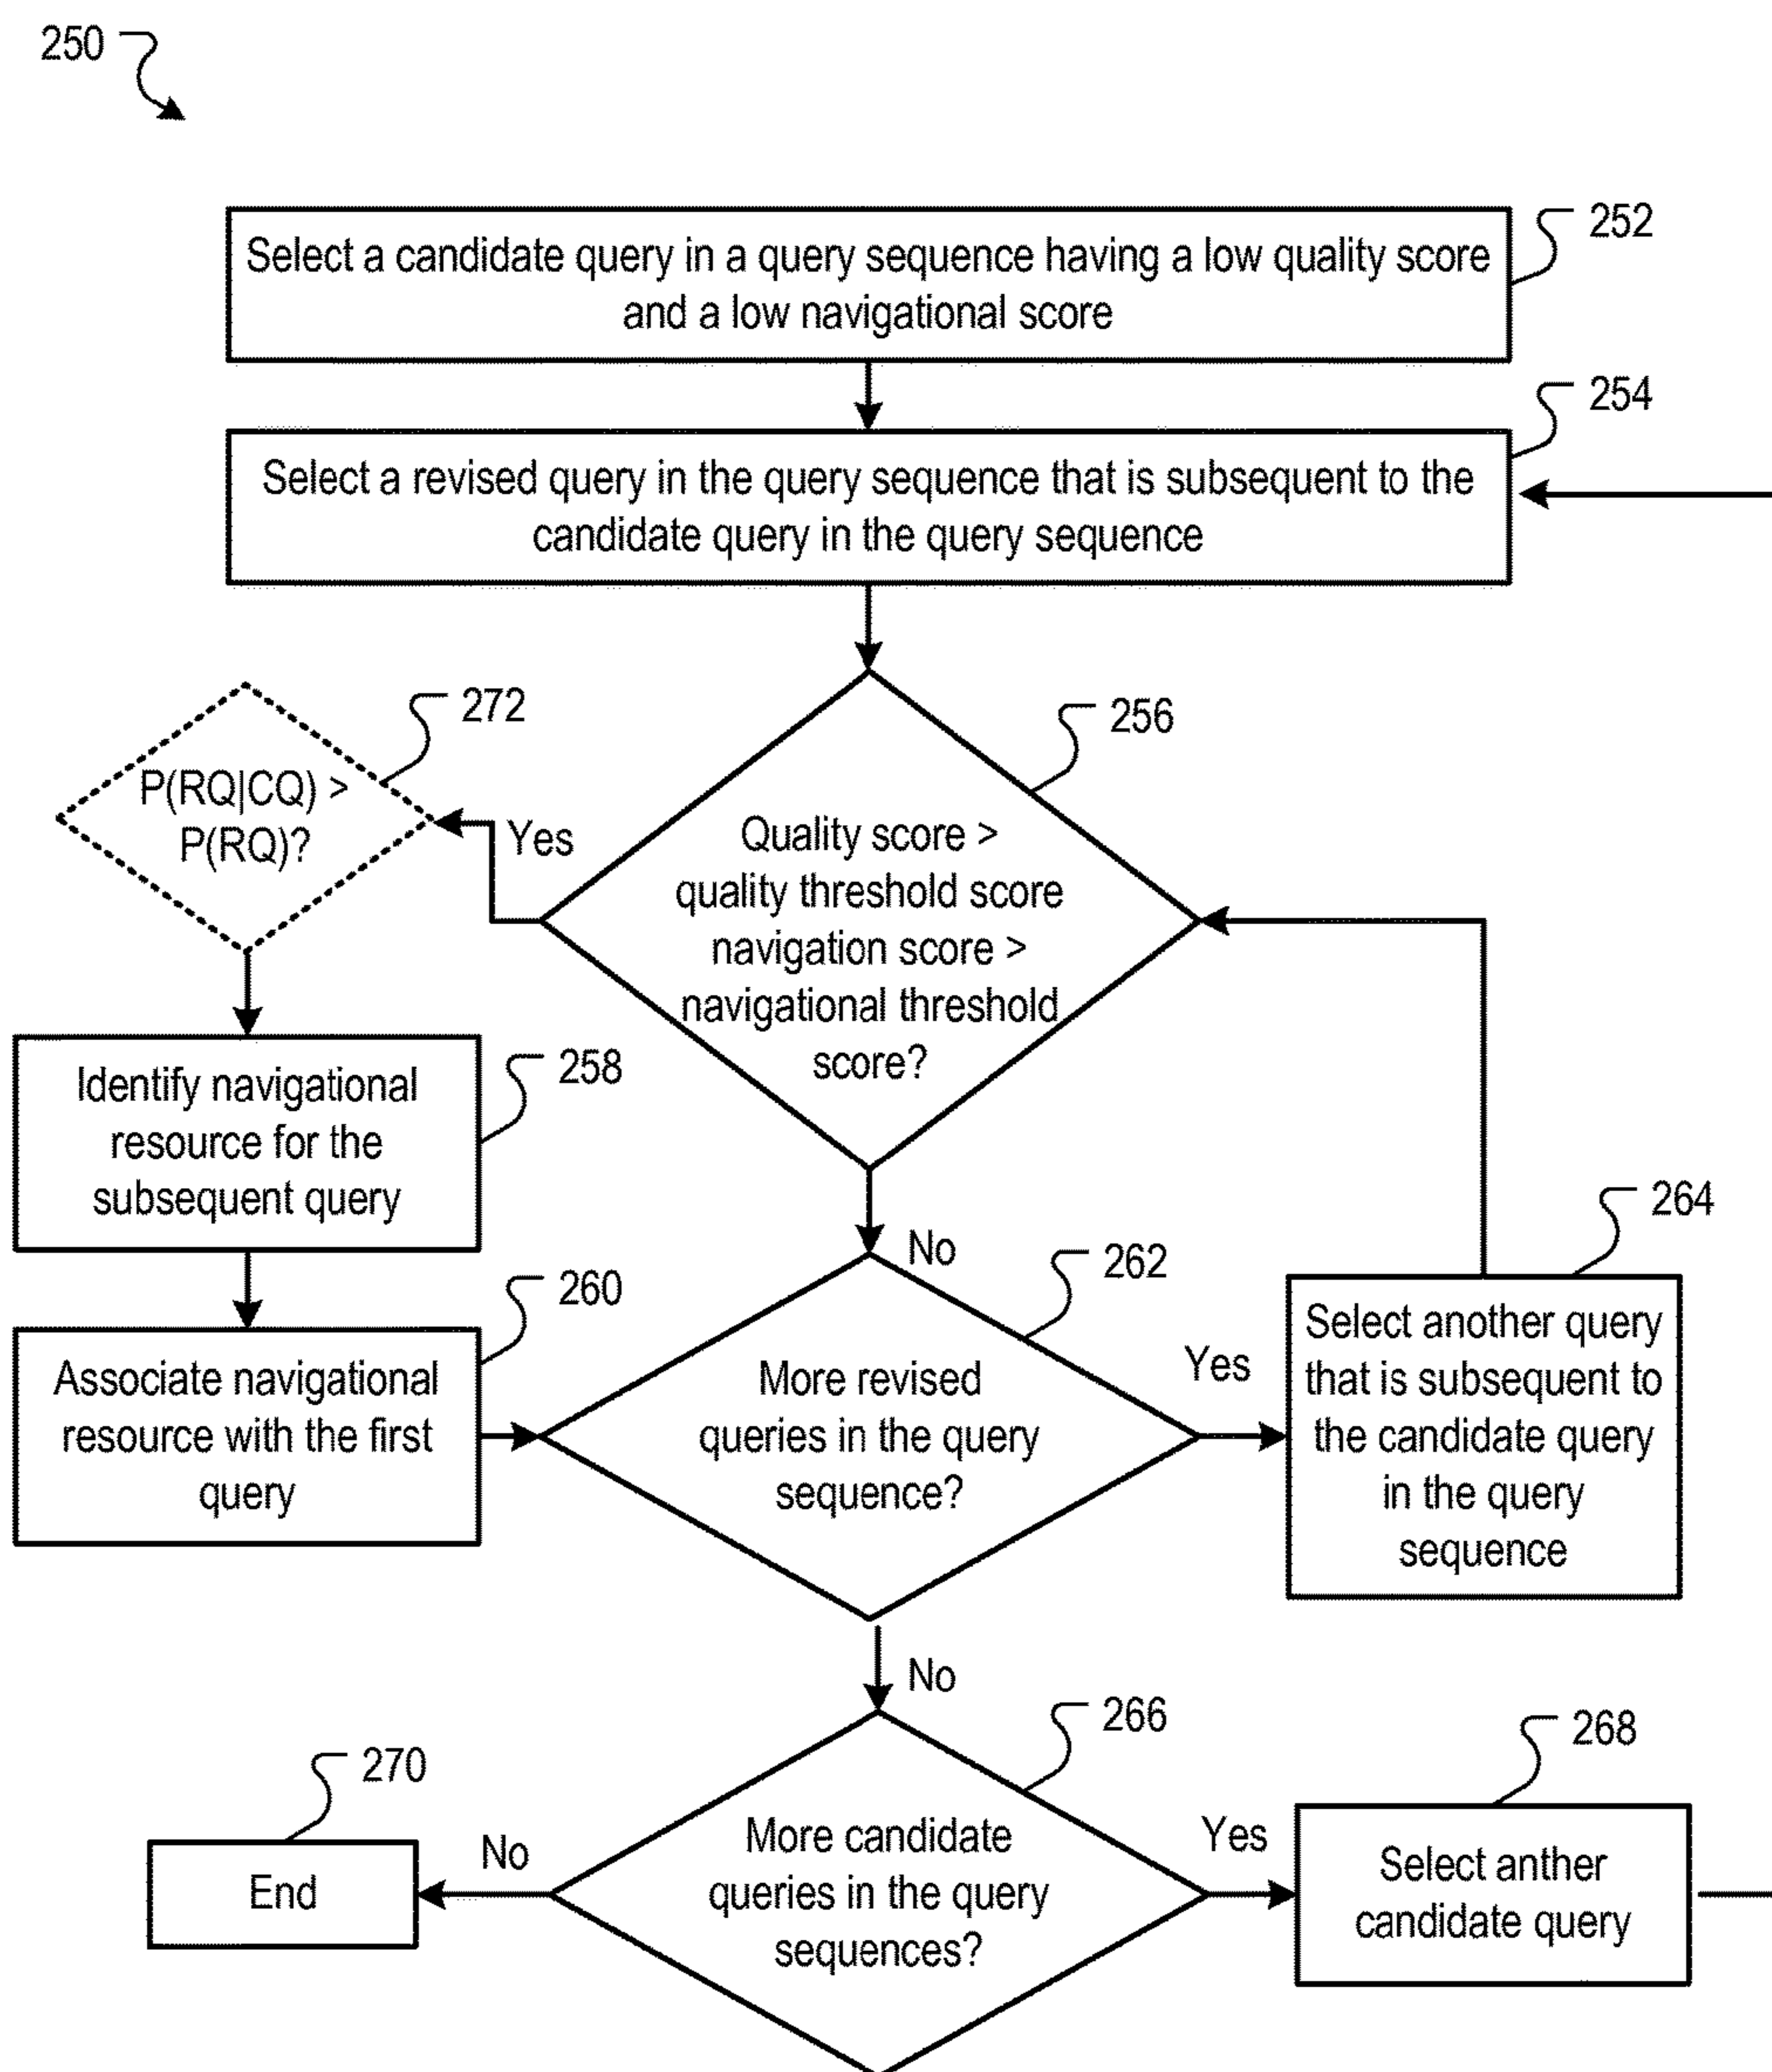 250
252
Select a candidate query in a query sequence having a low quality score
and a low navigational score
254
Select a revised query in the query sequence that is subsequent to the
candidate query in the query sequence
272
P(RQ|CQ) >
P(RQ)?
Yes
256
Quality score >
quality threshold score
navigation score >
navigational threshold
score?
258
Identify navigational
resource for the
subsequent query
260
Associate navigational
resource with the first
query
No
262
More revised
queries in the query
sequence?
Yes
264
Select another query
that is subsequent to
the candidate query
in the query
sequence
No
266
More candidate
queries in the query
sequences?
Yes
268
Select anther
candidate query
No
270
End